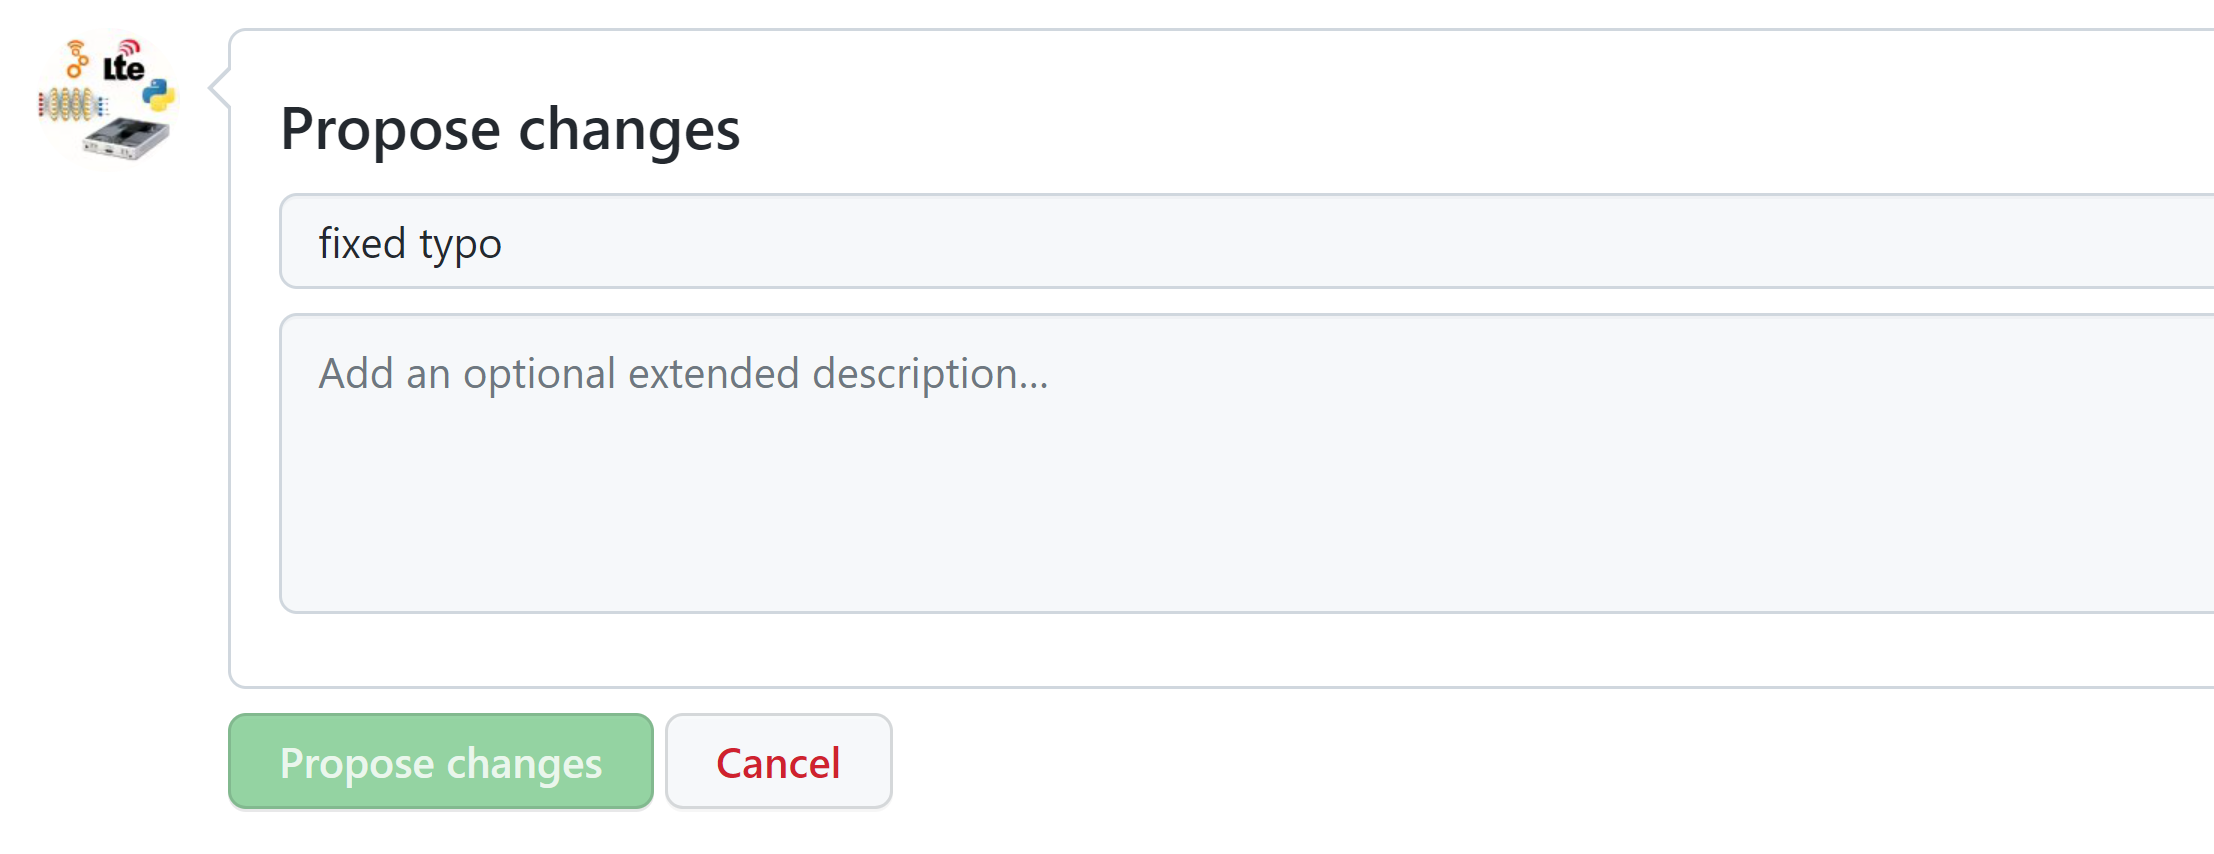 Lte
Propose changes
fixed typo
Add an optional extended description...
Propose changes
Cancel